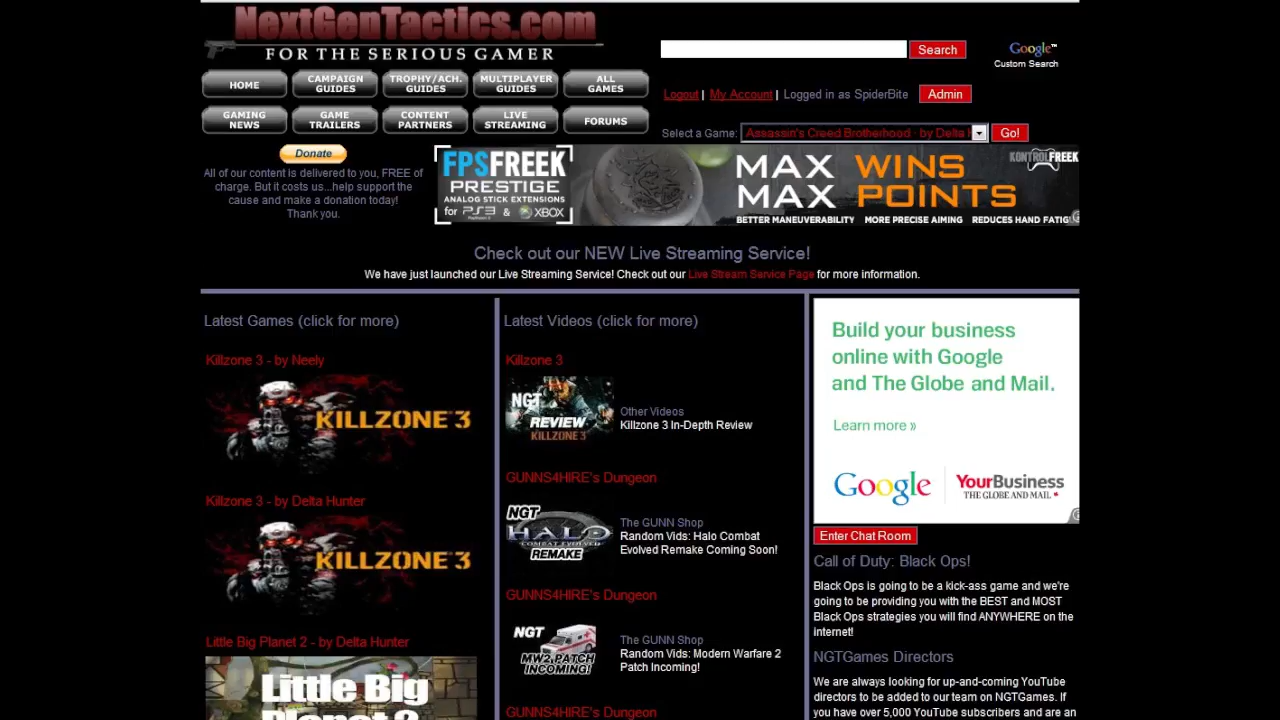 NextGenTactics.com
FOR THE SERIOUS GAMER
Search
Google™
Custom Search
HOME
CAMPAIGN
GUIDES
TROPHY/ACH.
GUIDES
MULTIPLAYER
GUIDES
ALL
GAMES
Logout | My Account | Logged in as SpiderBite
Admin
GAMING
NEWS
GAME
TRAILERS
CONTENT
PARTNERS
LIVE
STREAMING
FORUMS
Select a Game:
Assassin's Creed Brotherhood - by Delta
Go!
Donate
All of our content is delivered to you, FREE of
charge. But it costs us...help support the
cause and make a donation today!
Thank you.
FPSFREEK
PRESTIGE
ANALOG STICK EXTENSIONS
for PS3 & XBOX
MAX WINS
MAX POINTS
KONTROLFREEK
BETTER MANEUVERABILITY MORE PRECISE AIMING REDUCES HAND FATIG
Check out our NEW Live Streaming Service!
We have just launched our Live Streaming Service! Check out our Live Stream Service Page for more information.
Latest Games (click for more)
Killzone 3 - by Neely
KILLZONE 3
Killzone 3 - by Delta Hunter
KILLZONE 3
Little Big Planet 2 - by Delta Hunter
Little Big
Planet 2
Latest Videos (click for more)
Killzone 3
NGT
REVIEW
KILLZONE 3
Other Videos
Killzone 3 In-Depth Review
GUNNS4HIRE's Dungeon
NGT
HALO
COMBAT EVOLVED
REMAKE
The GUNN Shop
Random Vids: Halo Combat
Evolved Remake Coming Soon!
GUNNS4HIRE's Dungeon
NGT
MW2 PATCH
INCOMING!
The GUNN Shop
Random Vids: Modern Warfare 2
Patch Incoming!
GUNNS4HIRE's Dungeon
Build your business
online with Google
and The Globe and Mail.
Learn more »
Google
YourBusiness
THE GLOBE AND MAIL
Enter Chat Room
Call of Duty: Black Ops!
Black Ops is going to be a kick-ass game and we're
going to be providing you with the BEST and MOST
Black Ops strategies you will find ANYWHERE on the
internet!
NGTGames Directors
We are always looking for up-and-coming YouTube
directors to be added to our team on NGTGames. If
you have over 5,000 YouTube subscribers and are an